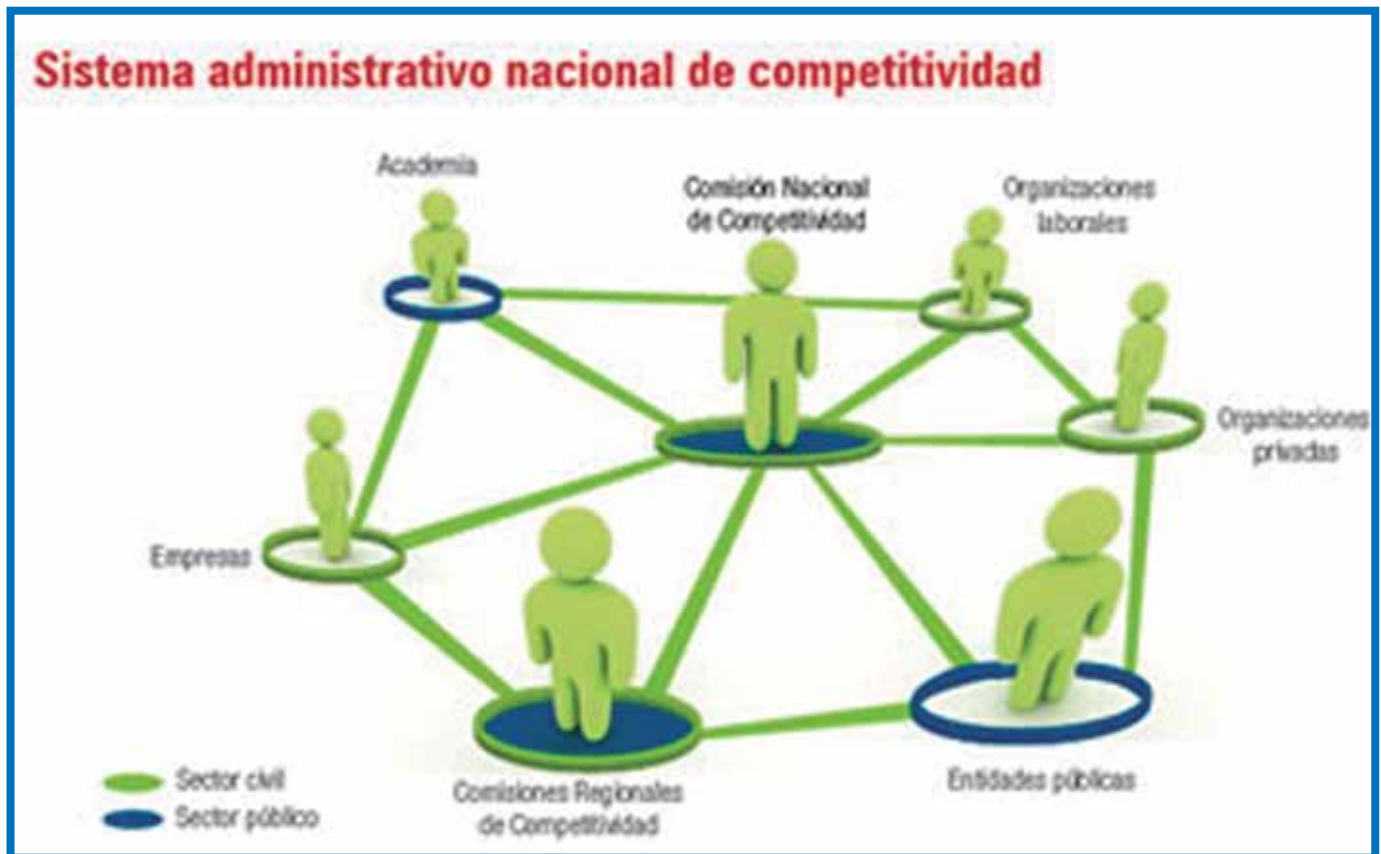 Sistema administrativo nacional de competitividad
Academia
Comisión Nacional
de Competitividad
Organizaciones
laborales
Organizaciones
privadas
Empresas
Sector civil
Sector público
Comisiones Regionales
de Competitividad
Entidades públicas